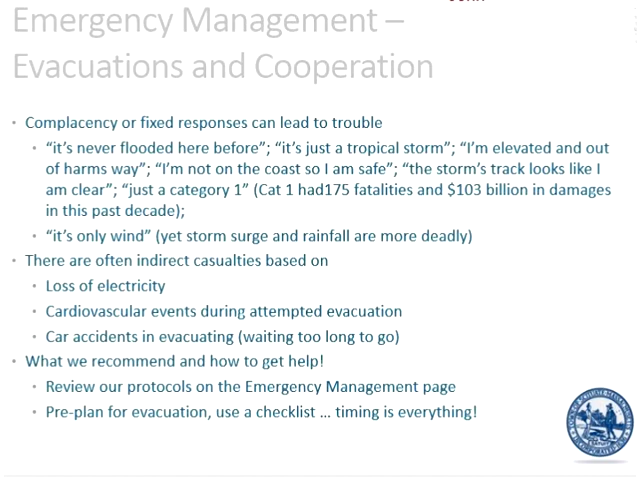 Emergency Management –
Evacuations and Cooperation
• Complacency or fixed responses can lead to trouble
• “it’s never flooded here before”; “it’s just a tropical storm”; “I’m elevated and out
of harms way”; “I’m not on the coast so I am safe”; “the storm’s track looks like I
am clear”; “just a category 1” (Cat 1 had175 fatalities and $103 billion in damages
in this past decade);
• “it’s only wind” (yet storm surge and rainfall are more deadly)
• There are often indirect casualties based on
• Loss of electricity
• Cardiovascular events during attempted evacuation
• Car accidents in evacuating (waiting too long to go)
• What we recommend and how to get help!
• Review our protocols on the Emergency Management page
• Pre-plan for evacuation, use a checklist … timing is everything!